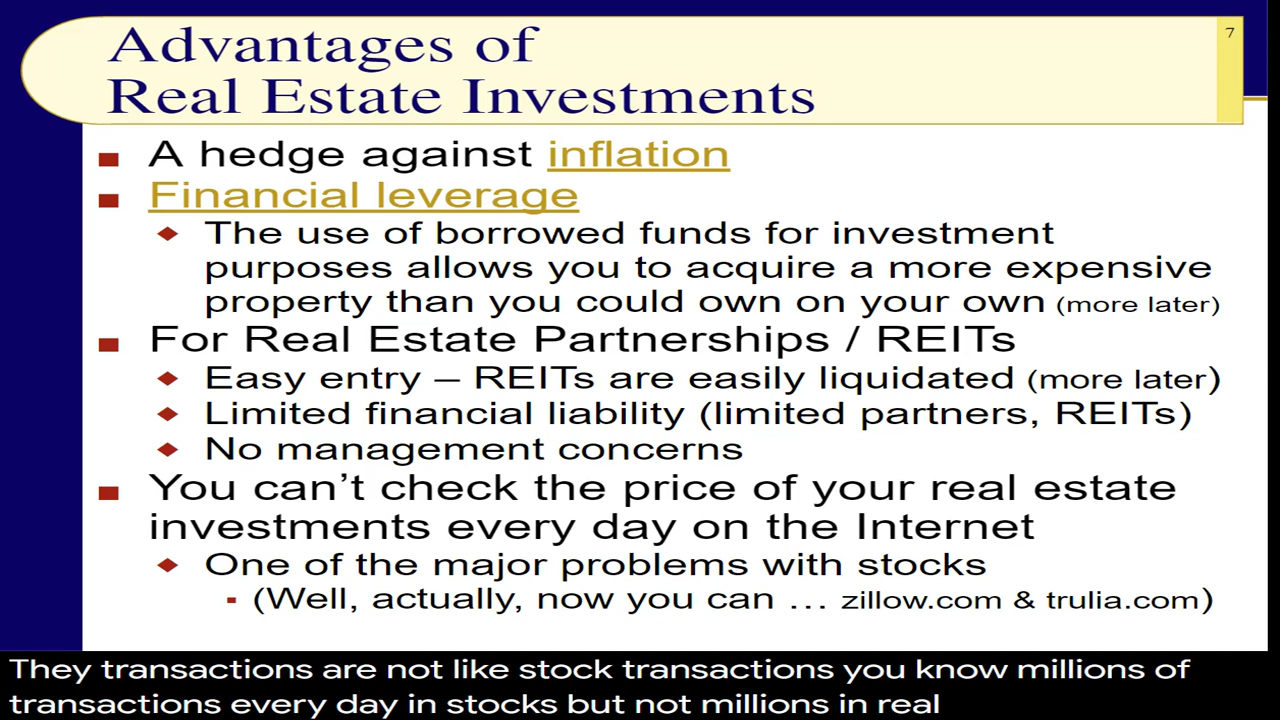 Advantages of
Real Estate Investments
7
A hedge against inflation
Financial leverage
The use of borrowed funds for investment
purposes allows you to acquire a more expensive
property than you could own on your own (more later)
For Real Estate Partnerships / REITs
Easy entry – REITs are easily liquidated (more later)
Limited financial liability (limited partners, REITs)
No management concerns
You can’t check the price of your real estate
investments every day on the Internet
One of the major problems with stocks
(Well, actually, now you can … zillow.com & trulia.com)
They transactions are not like stock transactions you know millions of
transactions every day in stocks but not millions in real